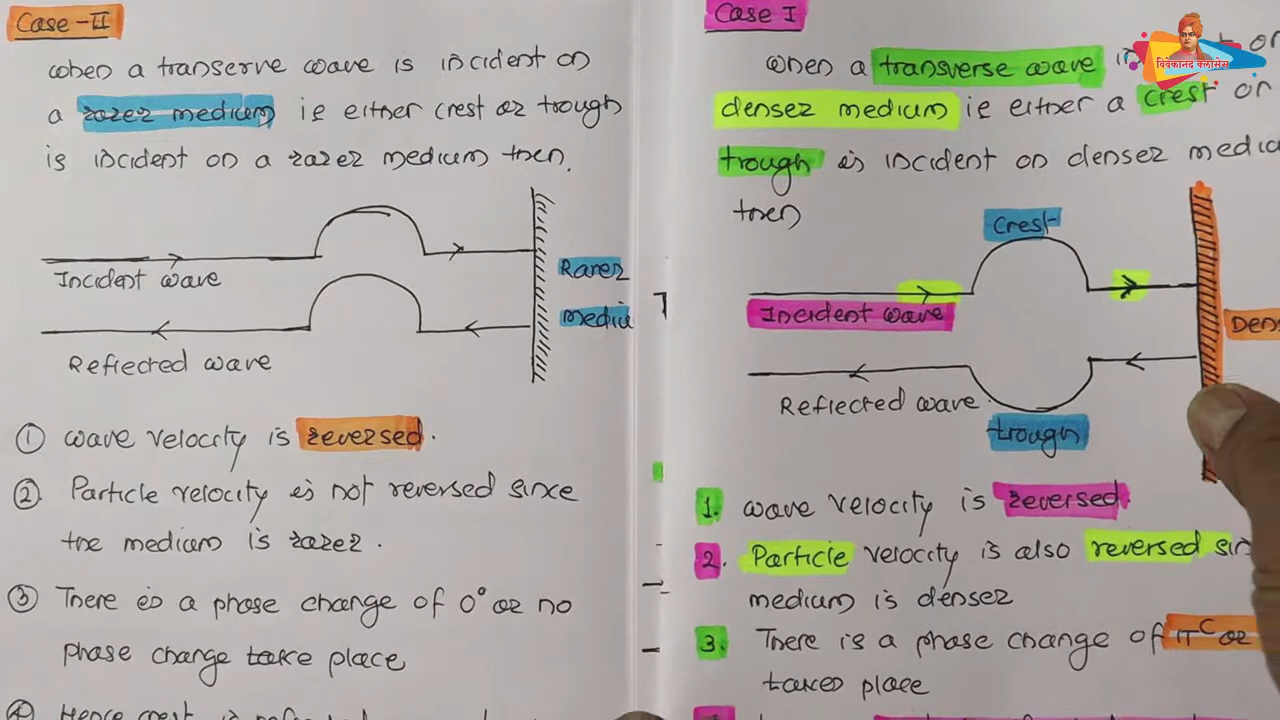 Case-II
when a transerve wave is incident on
a rarer medium ie either crest or trough
is incident on a rarer medium then.
Incident wave
Rarer
Reflected wave
① wave velocity is reversed.
② Particle velocity is not reversed since
the medium is rarer.
③ There is a phase change of 0° or no
phase change take place
④ Hence
Case I
विवेकानंद क्लासेस
when a transverse wave
denser medium ie either a crest or
trough is incident on denser
then
Crest
Incident wave
Reflected wave.
trough
1. wave velocity is reversed.
2. Particle velocity is also reversed
medium is denser
3. There is a phase change of πᶜ or
takes place